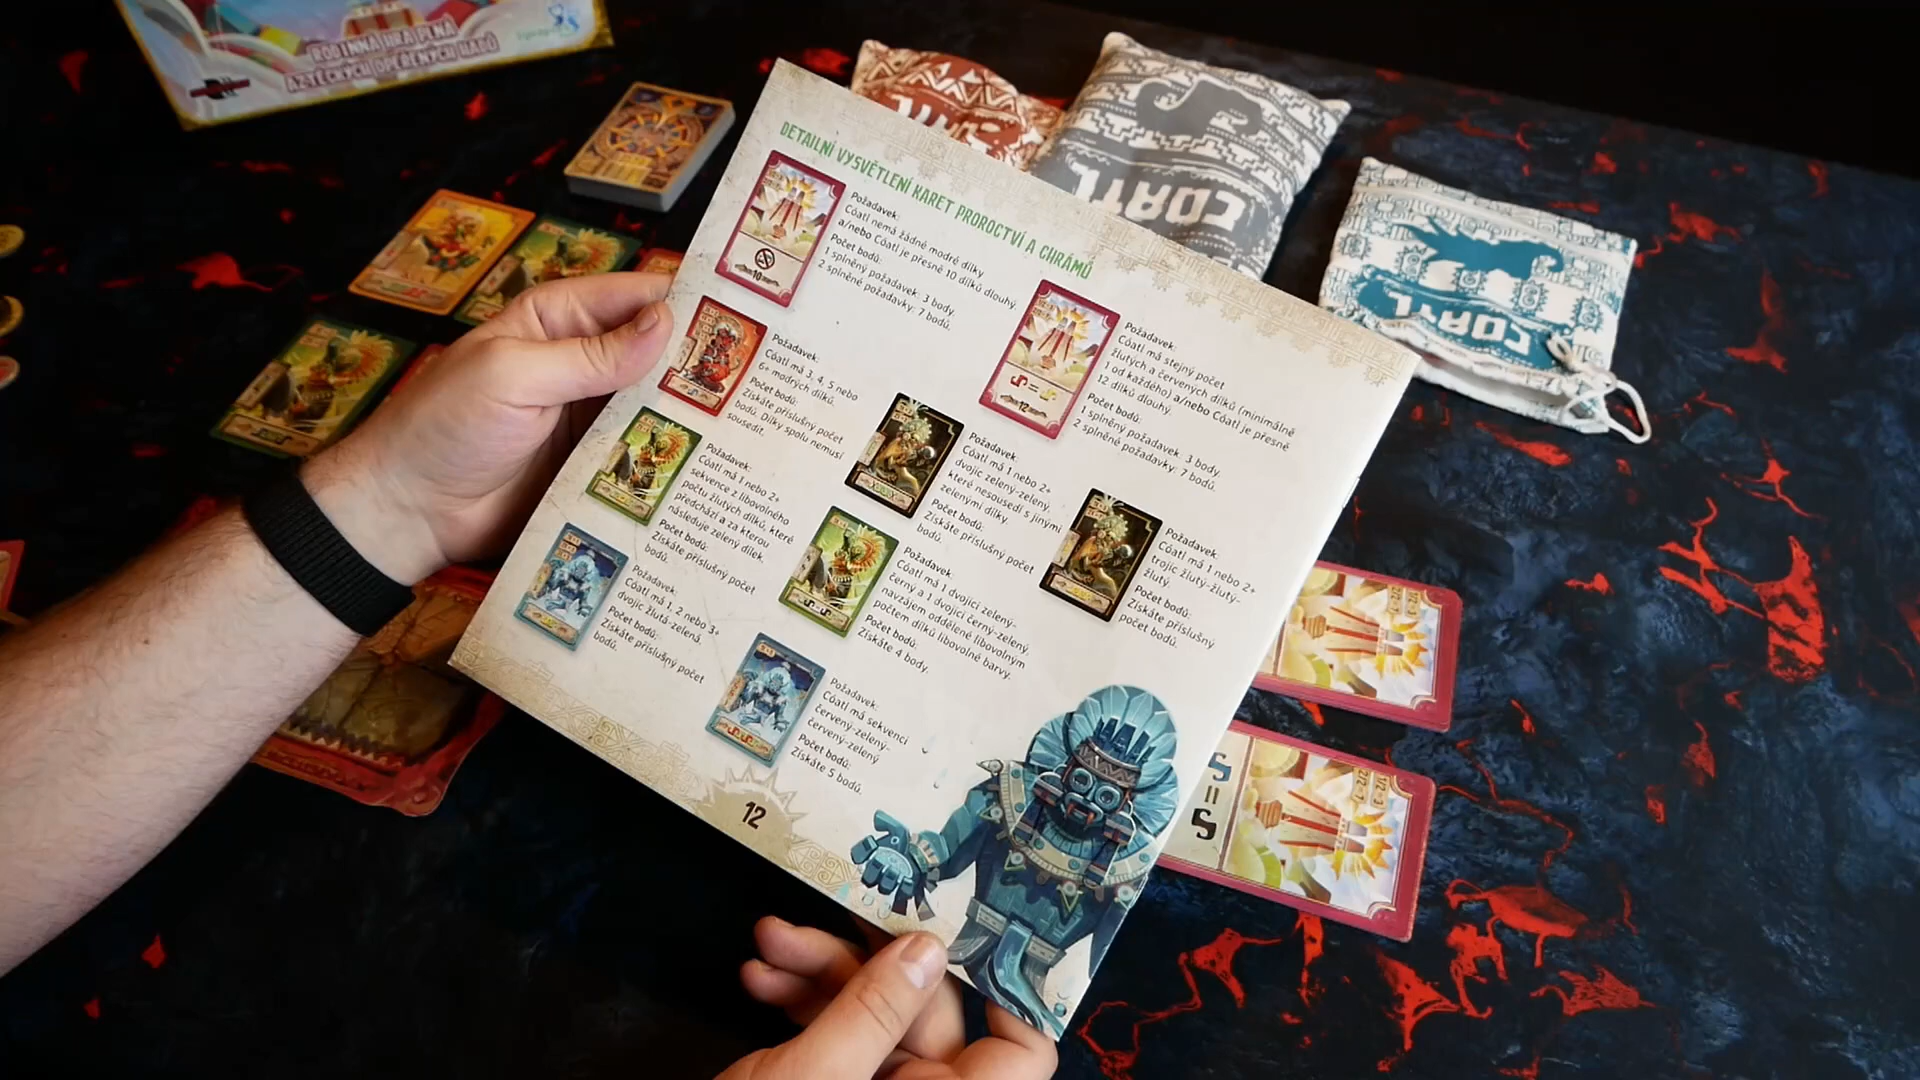 RODINNÁ HRA PLNÁ
AZTÉCKÝCH OPEŘENÝCH HADŮ
CÓATL
CÓATL
DETAILNÍ VYSVĚTLENÍ KARET PROROCTVÍ A CHRÁMŮ
Požadavek:
Cóatl nemá žádné modré dílky
a/nebo Cóatl je přesně 10 dílků dlouhý.
Počet bodů:
1 splněný požadavek: 3 body.
2 splněné požadavky: 7 bodů.
10
Požadavek:
Cóatl má 3, 4, 5 nebo
6+ modrých dílků.
Počet bodů:
Získáte příslušný počet
bodů. Dílky spolu nemusí
sousedit.
Požadavek:
Cóatl má 1 nebo 2+
sekvence z libovolného
počtu žlutých dílků, které
předchází a za kterou
následuje zelený dílek.
Počet bodů:
Získáte příslušný počet
bodů.
Požadavek:
Cóatl má 1, 2 nebo 3+
dvojic žlutá-zelená.
Počet bodů:
Získáte příslušný počet
bodů.
Požadavek:
Cóatl má stejný počet
žlutých a červených dílků (minimálně
1 od každého) a/nebo Cóatl je přesně
12 dílků dlouhý.
Počet bodů:
1 splněný požadavek: 3 body.
2 splněné požadavky: 7 bodů.
=
12
Požadavek:
Cóatl má 1 nebo 2+
dvojic zelený-zelený,
které nesousedí s jinými
zelenými dílky.
Počet bodů:
Získáte příslušný počet
bodů.
Požadavek:
Cóatl má 1 nebo 2+
trojic žlutý-žlutý-
žlutý.
Počet bodů:
Získáte příslušný
počet bodů.
Požadavek:
Cóatl má 1 dvojici zelený-
černý a 1 dvojici černý-zelený,
navzájem oddělené libovolným
počtem dílků libovolné barvy.
Počet bodů:
Získáte 4 body.
Požadavek:
Cóatl má sekvenci
červený-zelený-
červený-zelený
Počet bodů:
Získáte 5 bodů.
12